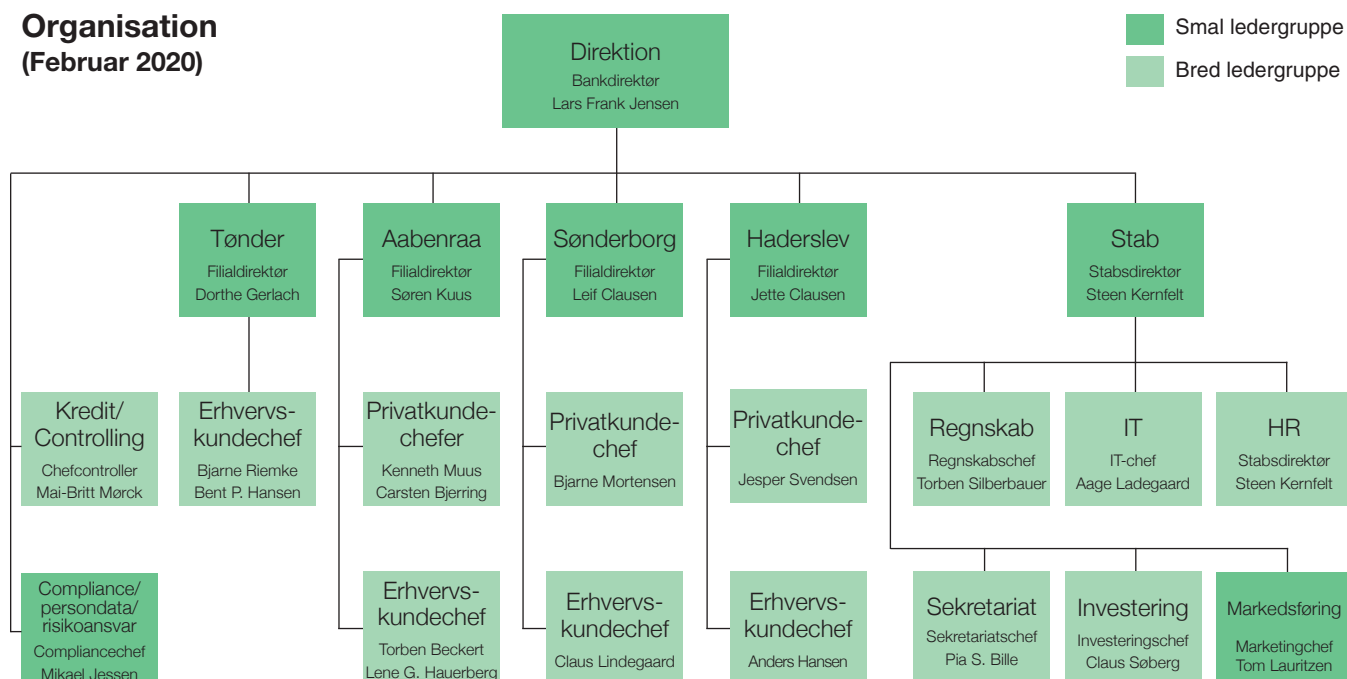 Organisation
(Februar 2020)
Smal ledergruppe
Bred ledergruppe
Direktion
Bankdirektør
Lars Frank Jensen
Tønder
Filialdirektør
Dorthe Gerlach
Aabenraa
Filialdirektør
Søren Kuus
Sønderborg
Filialdirektør
Leif Clausen
Haderslev
Filialdirektør
Jette Clausen
Stab
Stabsdirektør
Steen Kernfelt
Kredit/
Controlling
Chefcontroller
Mai-Britt Mørck
Erhvervs-
kundechef
Bjarne Riemke
Bent P. Hansen
Privatkunde-
chefer
Kenneth Muus
Carsten Bjerring
Privatkunde-
chef
Bjarne Mortensen
Privatkunde-
chef
Jesper Svendsen
Regnskab
Regnskabschef
Torben Silberbauer
IT
IT-chef
Aage Ladegaard
HR
Stabsdirektør
Steen Kernfelt
Compliance/
persondata/
risikoansvar
Compliancechef
Mikael Jessen
Erhvervs-
kundechef
Torben Beckert
Lene G. Hauerberg
Erhvervs-
kundechef
Claus Lindegaard
Erhvervs-
kundechef
Anders Hansen
Sekretariat
Sekretariatschef
Pia S. Bille
Investering
Investeringschef
Claus Søberg
Markedsføring
Marketingchef
Tom Lauritzen